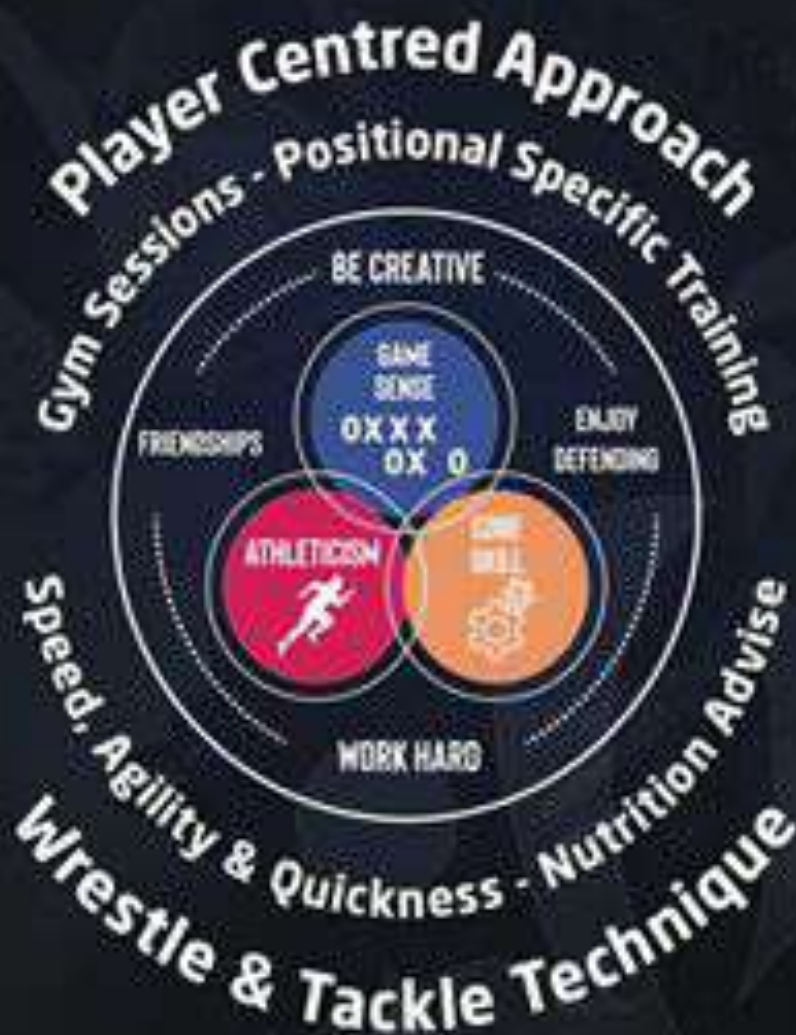 Player Centred Approach
Gym Sessions - Positional Specific Training
BE CREATIVE
GAME
SENSE
OXXX
OX O
FRIENDSHIPS
ENJOY
DEFENDING
ATHLETICISM
WORK HARD
Speed, Agility & Quickness - Nutrition Advise
Wrestle & Tackle Technique